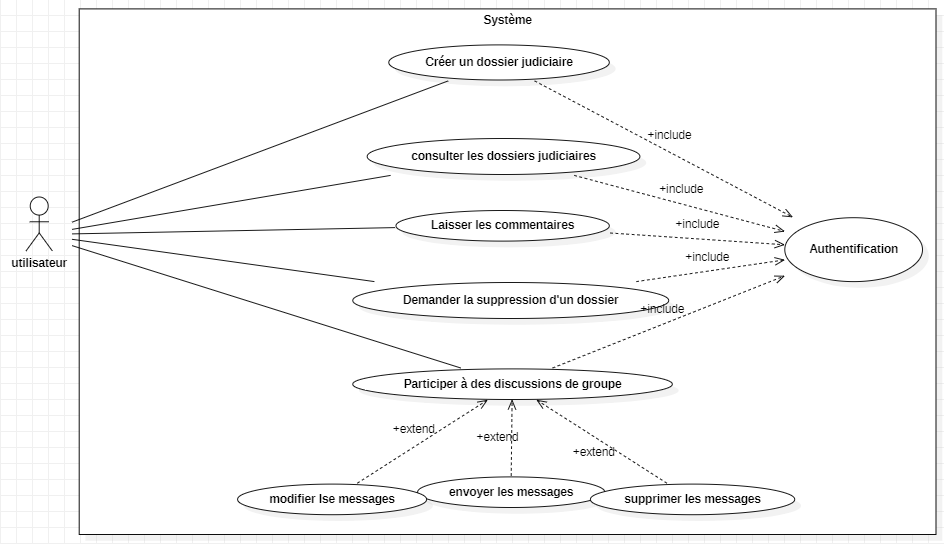 Système
Créer un dossier judiciaire
+include
consulter les dossiers judiciaires
+include
Laisser les commentaires
+include
Authentification
utilisateur
+include
Demander la suppression d'un dossier
+include
Participer à des discussions de groupe
+extend
+extend
+extend
modifier lse messages
envoyer les messages
supprimer les messages